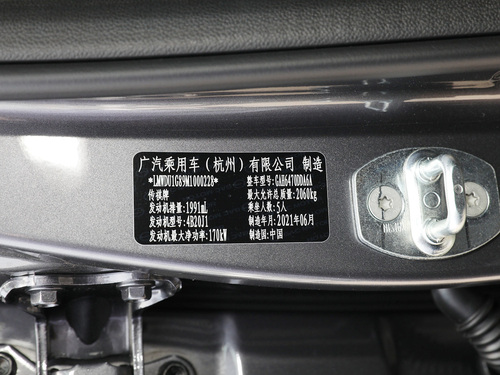 广汽乘用车（杭州）有限公司 制造
*LMWDU1G89M1000228* 整车型号:GAH6470DDA6A
传祺牌 最大允许总质量:2060kg
发动机排量:1991mL 乘坐人数:5人
发动机型号:4B20J1 制造年月:2021年06月
发动机最大净功率:170kW 制造国:中国